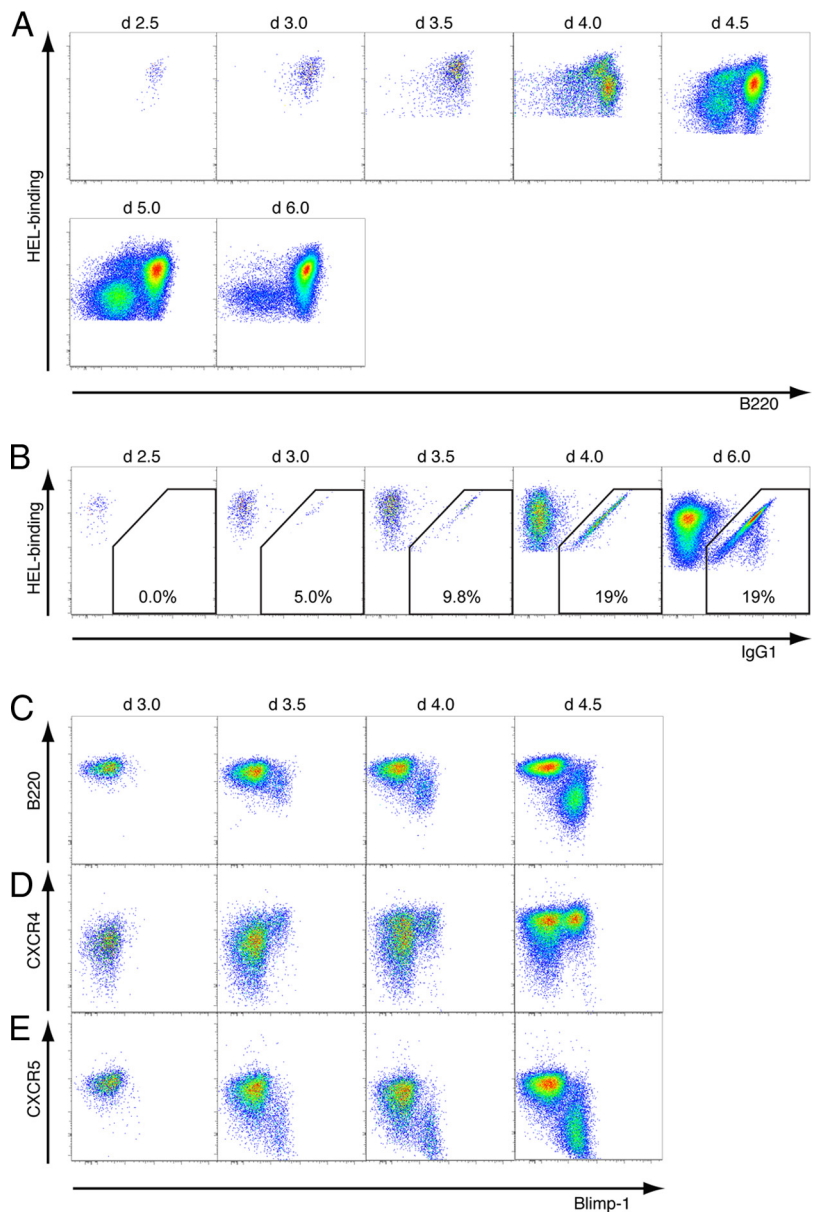 A
d 2.5 d 3.0 d 3.5 d 4.0 d 4.5
HEL-binding
d 5.0 d 6.0
B220
B
d 2.5 d 3.0 d 3.5 d 4.0 d 6.0
HEL-binding
0.0% 5.0% 9.8% 19% 19%
IgG1
C
d 3.0 d 3.5 d 4.0 d 4.5
B220
D
CXCR4
E
CXCR5
Blimp-1